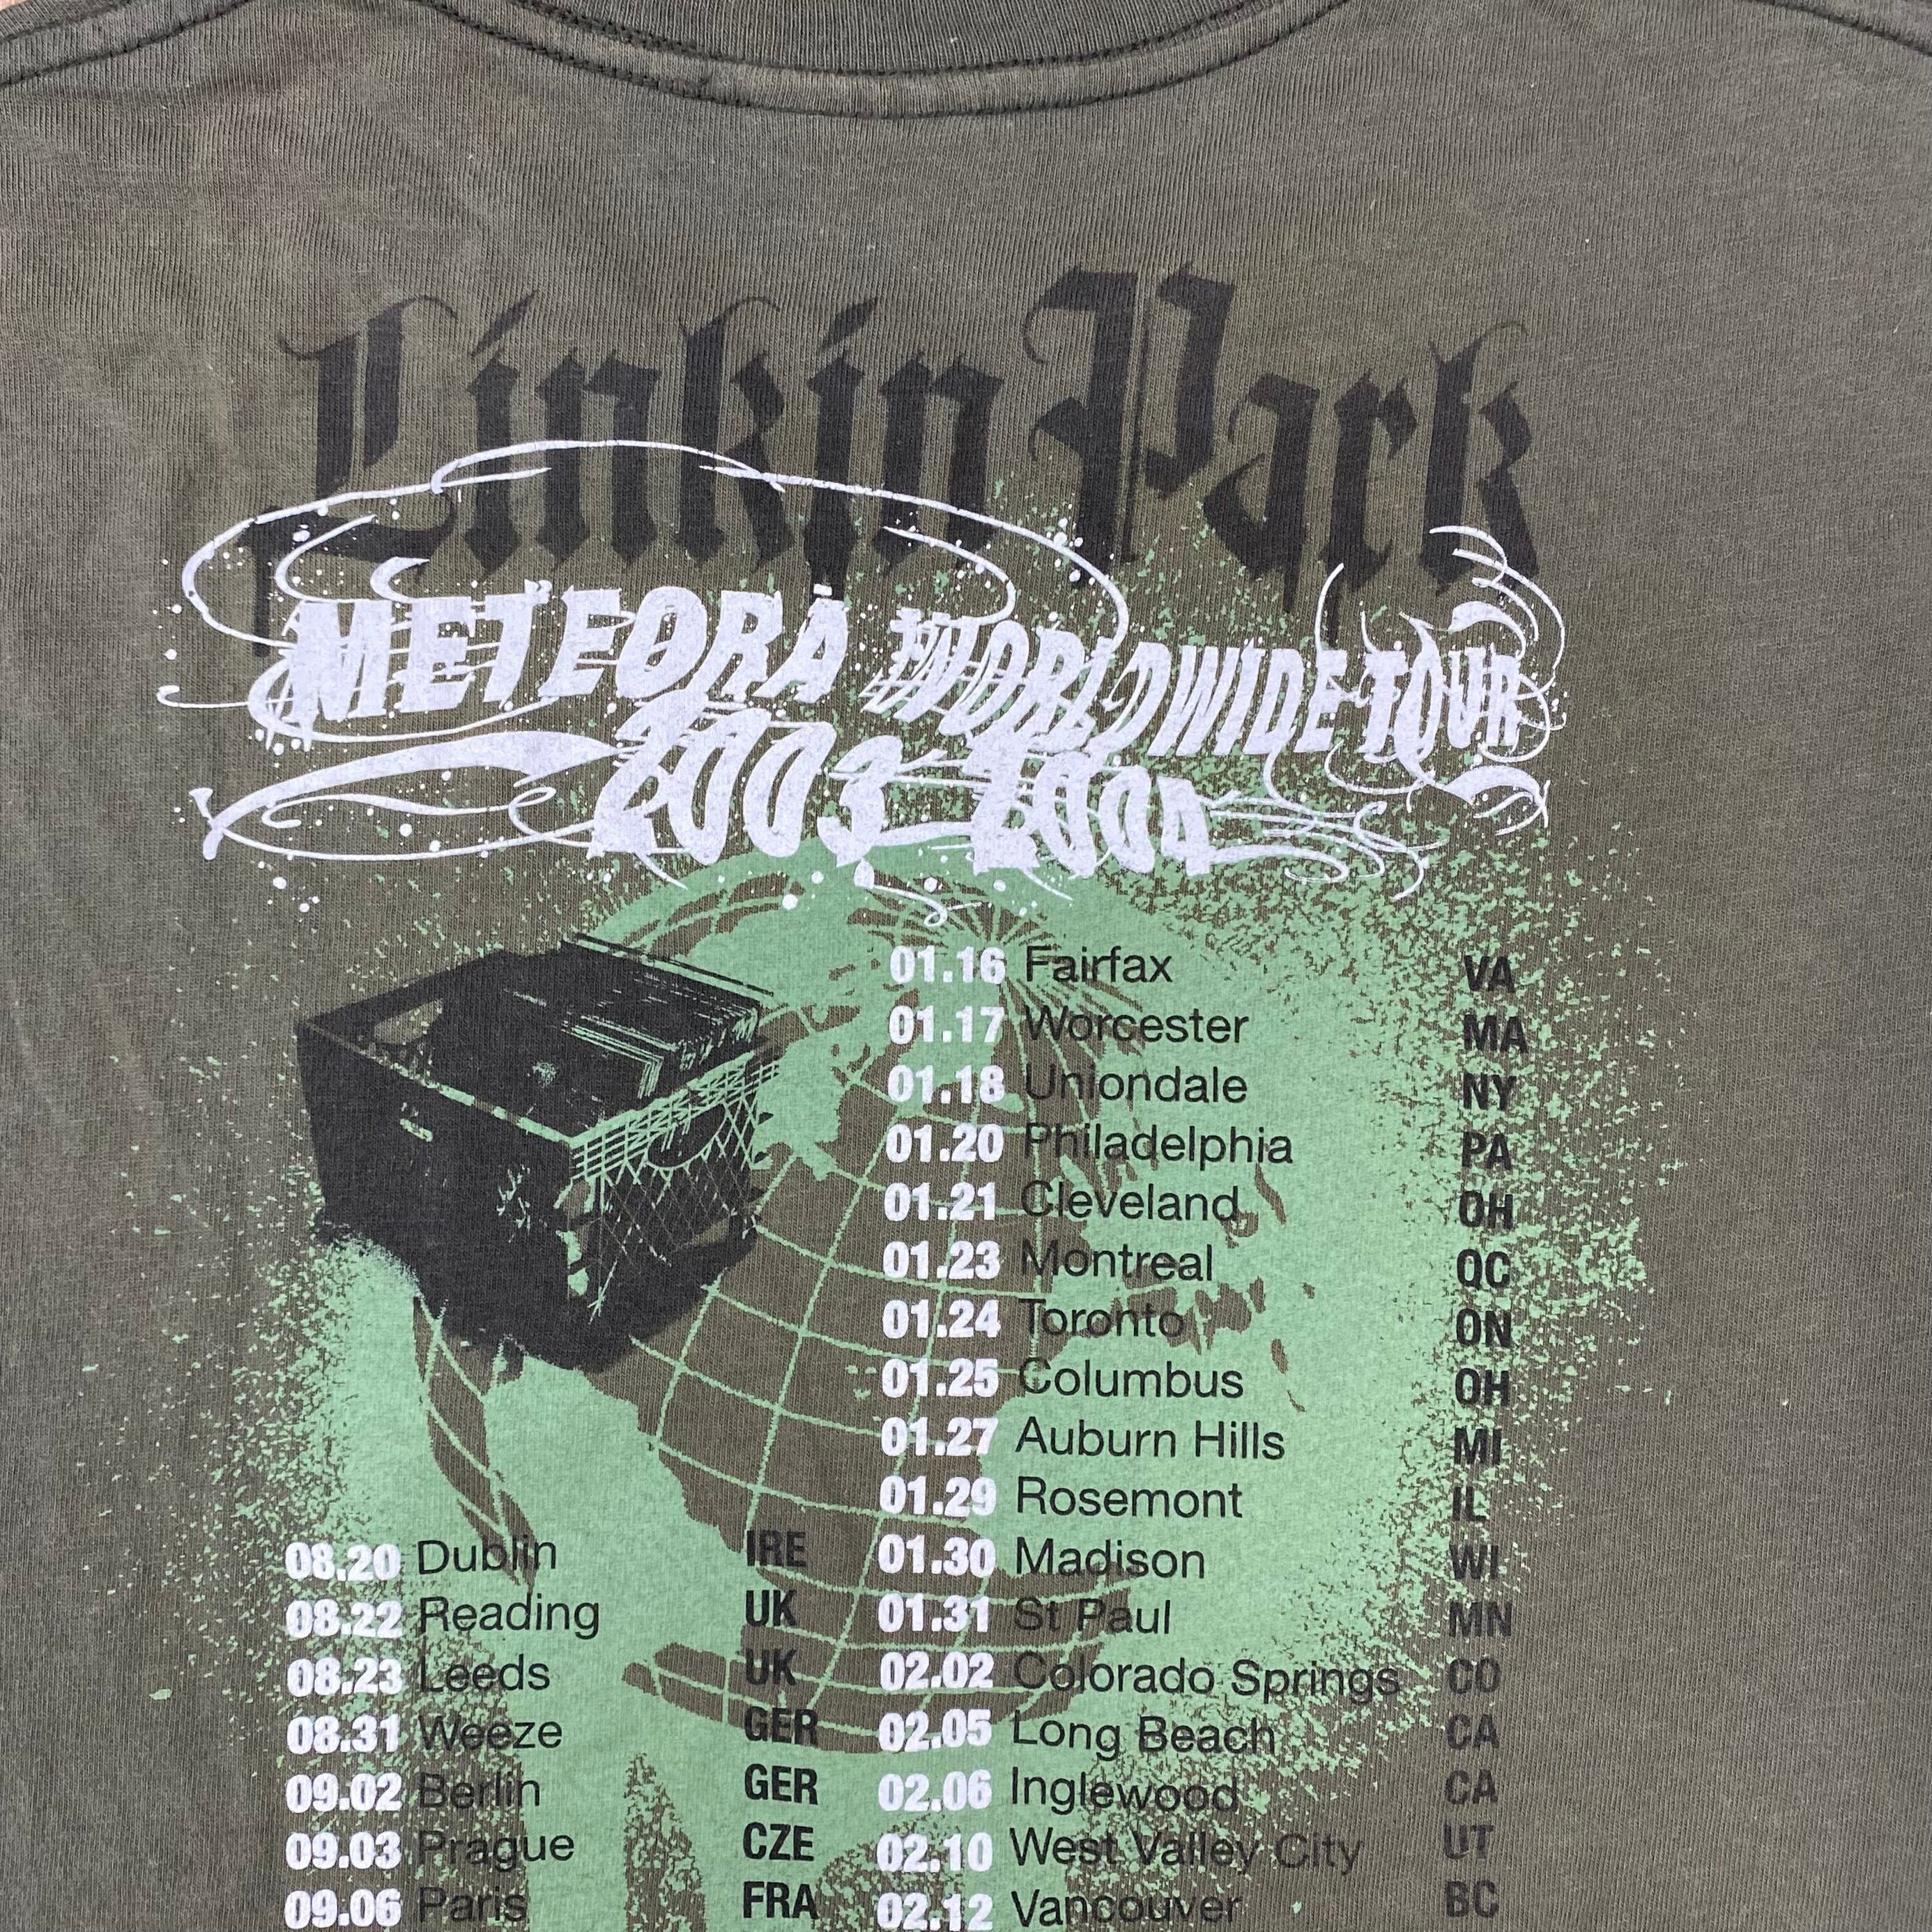 Linkin Park
METEORA WORLDWIDE TOUR
2003-2004
01.16 Fairfax VA
01.17 Worcester MA
01.18 Uniondale NY
01.20 Philadelphia PA
01.21 Cleveland OH
01.23 Montreal QC
01.24 Toronto ON
01.25 Columbus OH
01.27 Auburn Hills MI
01.29 Rosemont IL
01.30 Madison WI
01.31 St Paul MN
02.02 Colorado Springs CO
02.05 Long Beach CA
02.06 Inglewood CA
02.10 West Valley City UT
02.12 Vancouver BC
08.20 Dublin IRE
08.22 Reading UK
08.23 Leeds UK
08.31 Weeze GER
09.02 Berlin GER
09.03 Prague CZE
09.06 Paris FRA